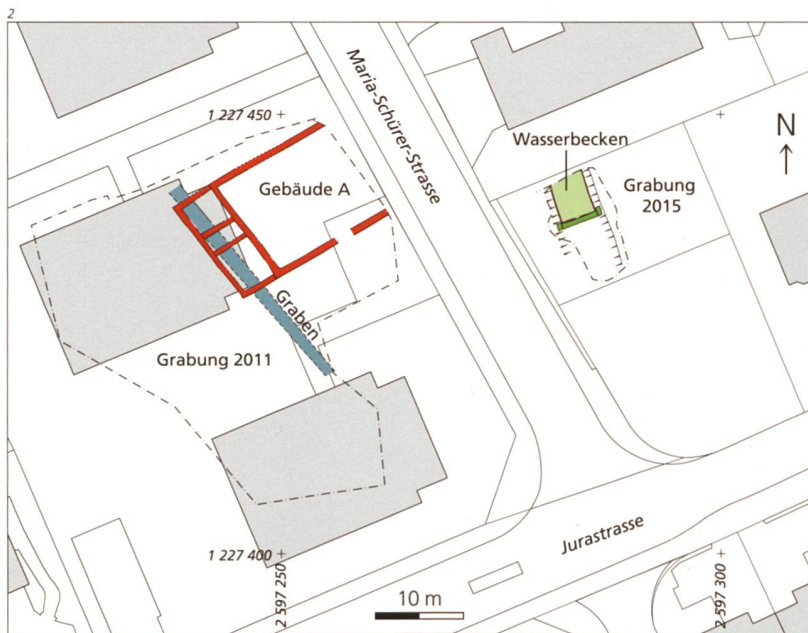 2
Maria-Schürer-Strasse
1 227 450
Wasserbecken
N
Gebäude A
Grabung
2015
Graben
Grabung 2011
Jurastrasse
1 227 400
2 597 250
2 597 300
10 m